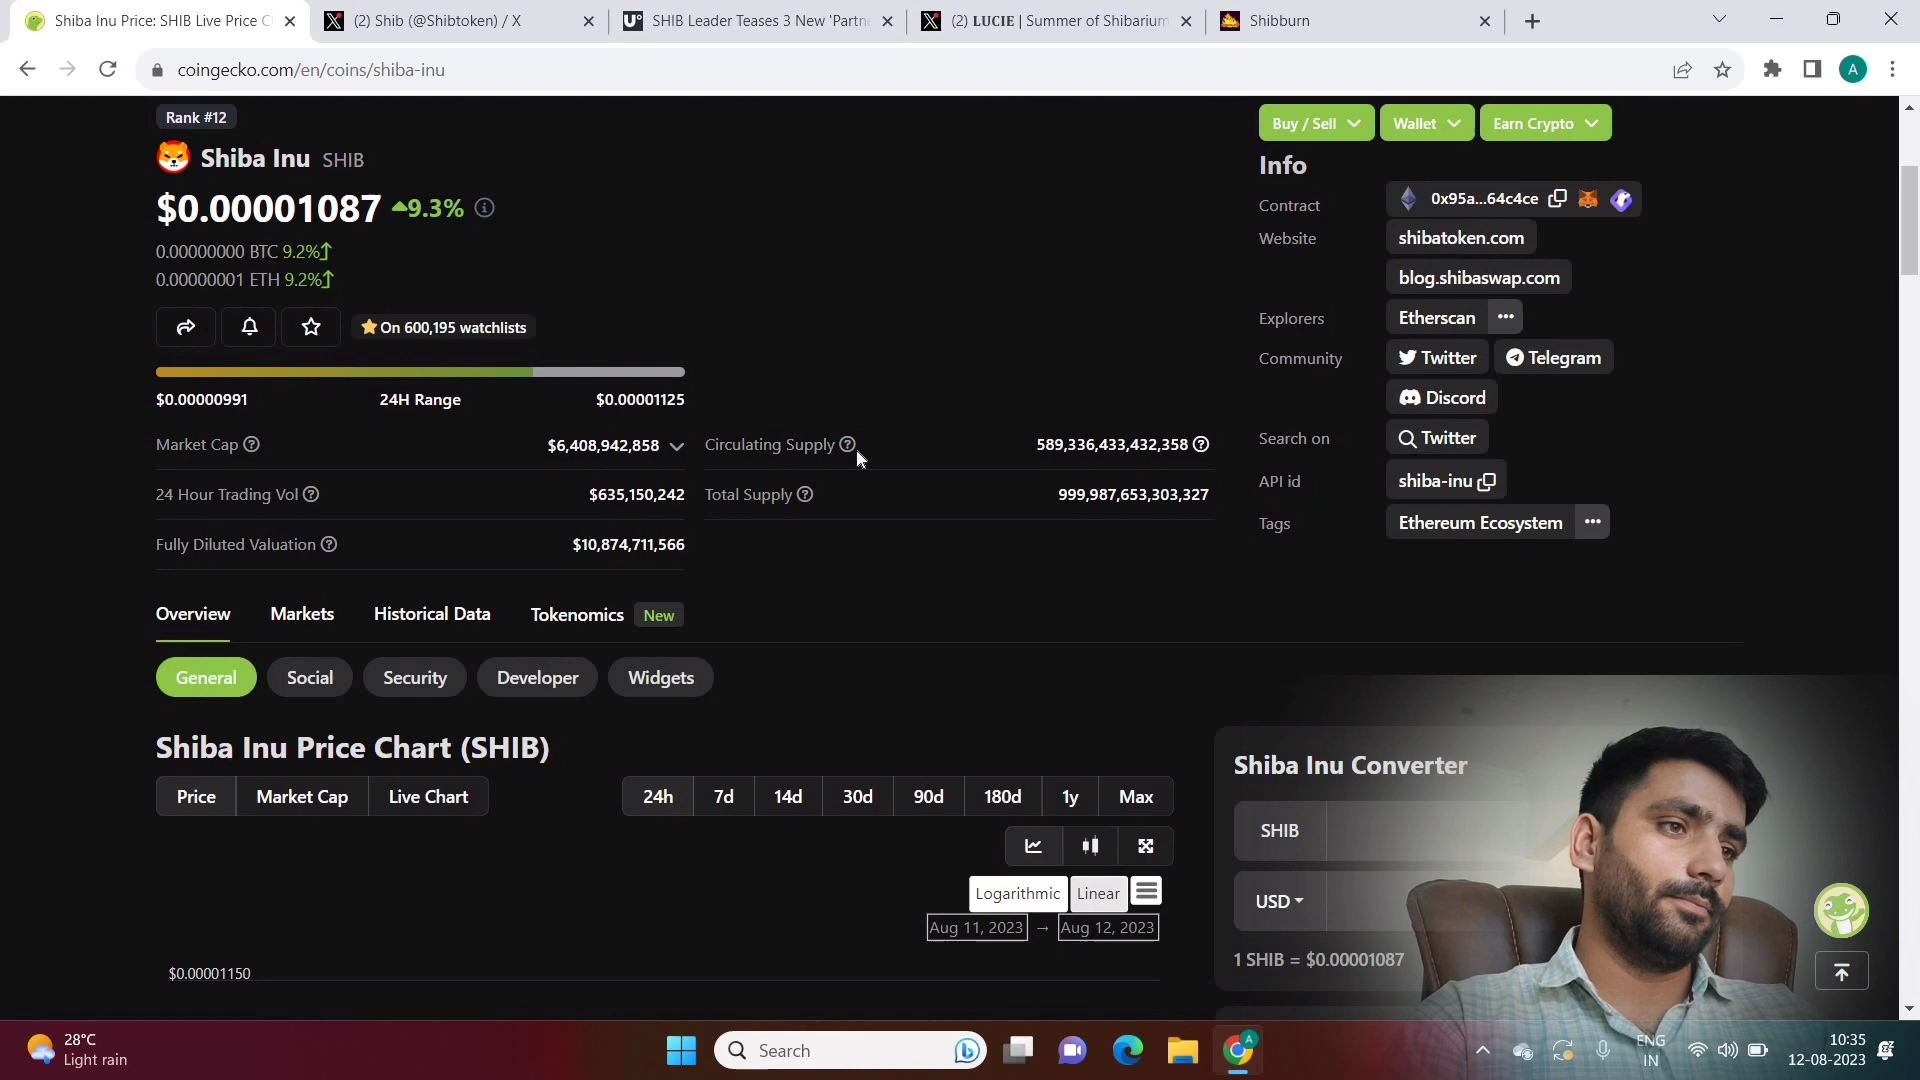 Shiba Inu Price: SHIB Live Price C
(2) Shib (@Shibtoken) / X
SHIB Leader Teases 3 New 'Partne
(2) LUCIE | Summer of Shibarium
Shibburn
coingecko.com/en/coins/shiba-inu
A
Rank #12
Shiba Inu SHIB
$0.00001087 9.3%
0.00000000 BTC 9.2%
0.00000001 ETH 9.2%
On 600,195 watchlists
$0.00000991 24H Range $0.00001125
Market Cap $6,408,942,858
Circulating Supply 589,336,433,432,358
24 Hour Trading Vol $635,150,242
Total Supply 999,987,653,303,327
Fully Diluted Valuation $10,874,711,566
Buy / Sell Wallet Earn Crypto
Info
Contract 0x95a...64c4ce
Website shibatoken.com
blog.shibaswap.com
Explorers Etherscan
Community Twitter Telegram
Discord
Search on Twitter
API id shiba-inu
Tags Ethereum Ecosystem
Overview Markets Historical Data Tokenomics New
General Social Security Developer Widgets
Shiba Inu Price Chart (SHIB)
Price Market Cap Live Chart
24h 7d 14d 30d 90d 180d 1y Max
Logarithmic Linear
Aug 11, 2023 → Aug 12, 2023
$0.00001150
Shiba Inu Converter
SHIB
USD
1 SHIB = $0.00001087
28°C
Light rain
Search
ENG
IN
10:35
12-08-2023